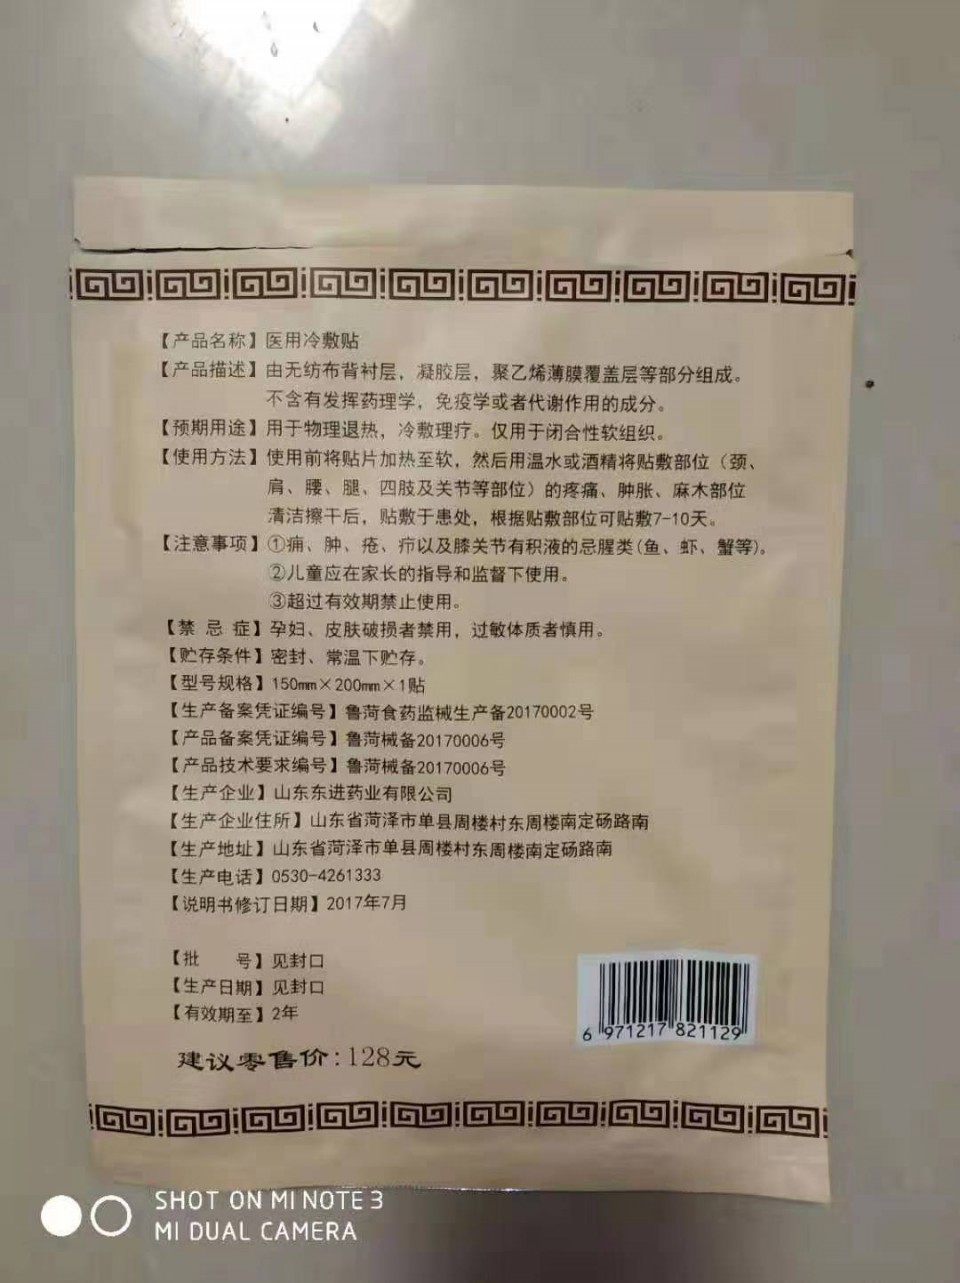 【产品名称】医用冷敷贴
【产品描述】由无纺布背衬层，凝胶层，聚乙烯薄膜覆盖层等部分组成。
不含有发挥药理学，免疫学或者代谢作用的成分。
【预期用途】用于物理退热，冷敷理疗。仅用于闭合性软组织。
【使用方法】使用前将贴片加热至软，然后用温水或酒精将贴敷部位（颈、
肩、腰、腿、四肢及关节等部位）的疼痛、肿胀、麻木部位
清洁擦干后，贴敷于患处，根据贴敷部位可贴敷7-10天。
【注意事项】①痈、肿、疮、疖以及膝关节有积液的忌腥类(鱼、虾、蟹等)。
②儿童应在家长的指导和监督下使用。
③超过有效期禁止使用。
【禁 忌 症】孕妇、皮肤破损者禁用，过敏体质者慎用。
【贮存条件】密封、常温下贮存。
【型号规格】150mm×200mm×1贴
【生产备案凭证编号】鲁菏食药监械生产备20170002号
【产品备案凭证编号】鲁菏械备20170006号
【产品技术要求编号】鲁菏械备20170006号
【生产企业】山东东进药业有限公司
【生产企业住所】山东省菏泽市单县周楼村东周楼南定砀路南
【生产地址】山东省菏泽市单县周楼村东周楼南定砀路南
【生产电话】0530-4261333
【说明书修订日期】2017年7月
【批 号】见封口
【生产日期】见封口
【有效期至】2年
6 971217 821129
建议零售价:128元
SHOT ON MI NOTE 3
MI DUAL CAMERA